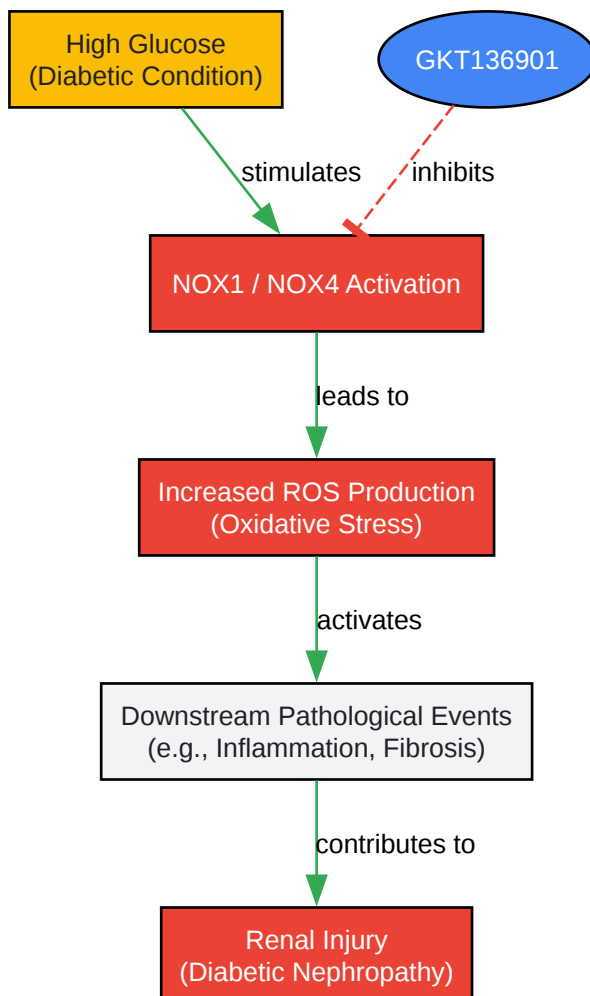 High Glucose
(Diabetic Condition)
GKT136901
stimulates
inhibits
NOX1 / NOX4 Activation
leads to
Increased ROS Production
(Oxidative Stress)
activates
Downstream Pathological Events
(e.g., Inflammation, Fibrosis)
contributes to
Renal Injury
(Diabetic Nephropathy)